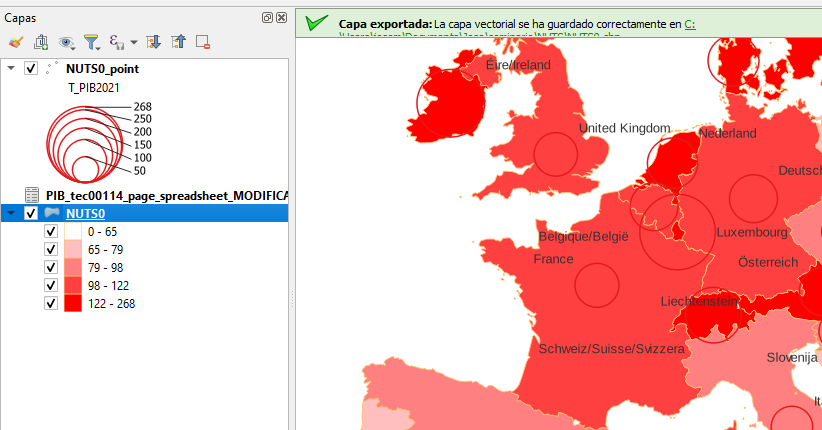 Capas
NUTS0_point
T_PIB2021
268
250
200
150
100
50
PIB_tec00114_page_spreadsheet_MODIFICA
NUTS0
0 - 65
65 - 79
79 - 98
98 - 122
122 - 268
Capa exportada: La capa vectorial se ha guardado correctamente en C:
Éire/Ireland
United Kingdom
Nederland
Deutsch
Belgique/België
Luxembourg
France
Österreich
Liechtenstein
Schweiz/Suisse/Svizzera
Slovenija
Ita